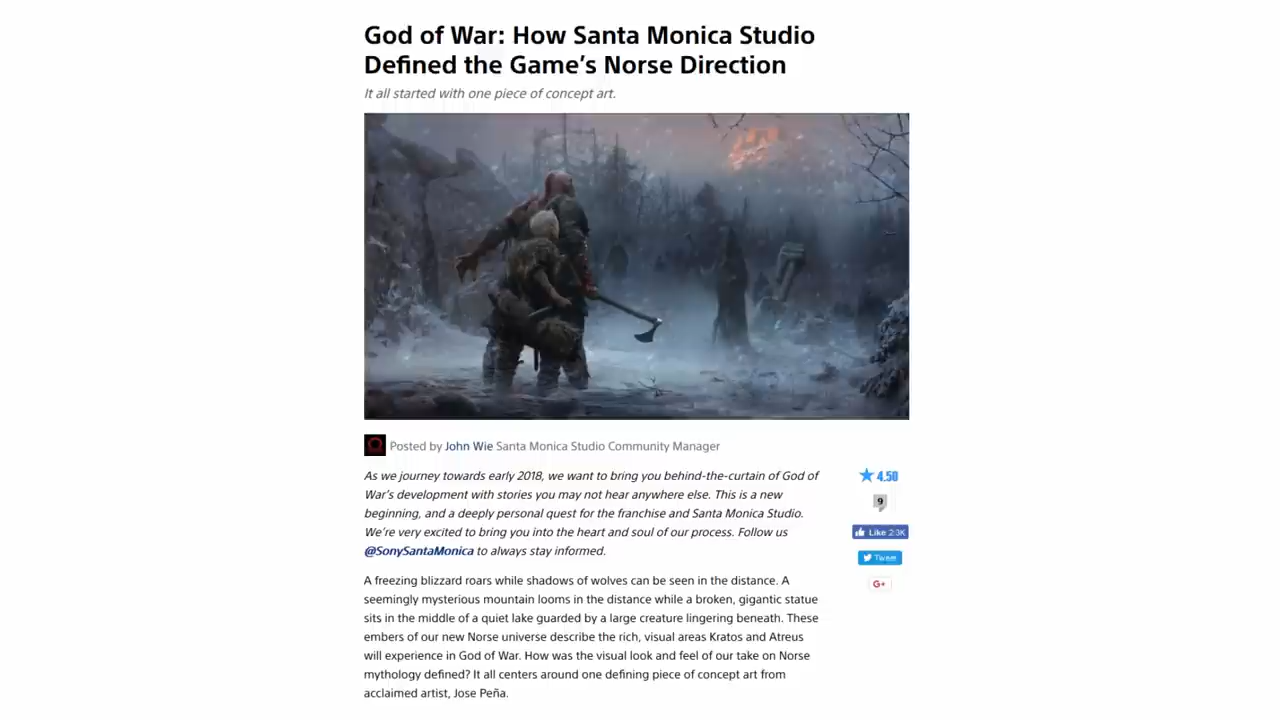 God of War: How Santa Monica Studio
Defined the Game's Norse Direction
It all started with one piece of concept art.
Posted by John Wie Santa Monica Studio Community Manager
As we journey towards early 2018, we want to bring you behind-the-curtain of God of
War's development with stories you may not hear anywhere else. This is a new
beginning, and a deeply personal quest for the franchise and Santa Monica Studio.
We're very excited to bring you into the heart and soul of our process. Follow us
@SonySantaMonica to always stay informed.
4.50
9
Like 2.3K
Tweet
G+
A freezing blizzard roars while shadows of wolves can be seen in the distance. A
seemingly mysterious mountain looms in the distance while a broken, gigantic statue
sits in the middle of a quiet lake guarded by a large creature lingering beneath. These
embers of our new Norse universe describe the rich, visual areas Kratos and Atreus
will experience in God of War. How was the visual look and feel of our take on Norse
mythology defined? It all centers around one defining piece of concept art from
acclaimed artist, Jose Peña.